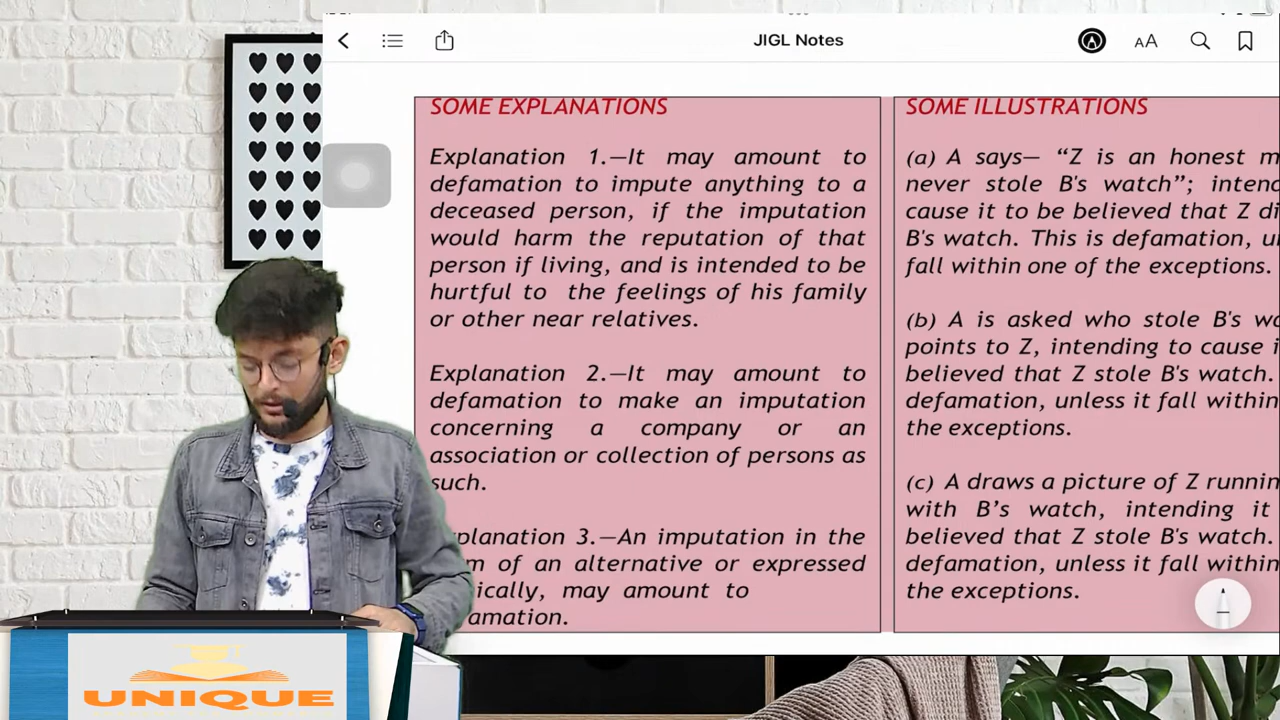 JIGL Notes
AA
SOME EXPLANATIONS
Explanation 1.—It may amount to
defamation to impute anything to a
deceased person, if the imputation
would harm the reputation of that
person if living, and is intended to be
hurtful to the feelings of his family
or other near relatives.
Explanation 2.—It may amount to
defamation to make an imputation
concerning a company or an
association or collection of persons as
such.
planation 3.—An imputation in the
m of an alternative or expressed
ically, may amount to
amation.
SOME ILLUSTRATIONS
(a) A says— “Z is an honest m
never stole B's watch”; intend
cause it to be believed that Z di
B's watch. This is defamation, u
fall within one of the exceptions.
(b) A is asked who stole B's wa
points to Z, intending to cause i
believed that Z stole B's watch.
defamation, unless it fall within
the exceptions.
(c) A draws a picture of Z runnin
with B’s watch, intending it
believed that Z stole B's watch.
defamation, unless it fall within
the exceptions.
UNIQUE